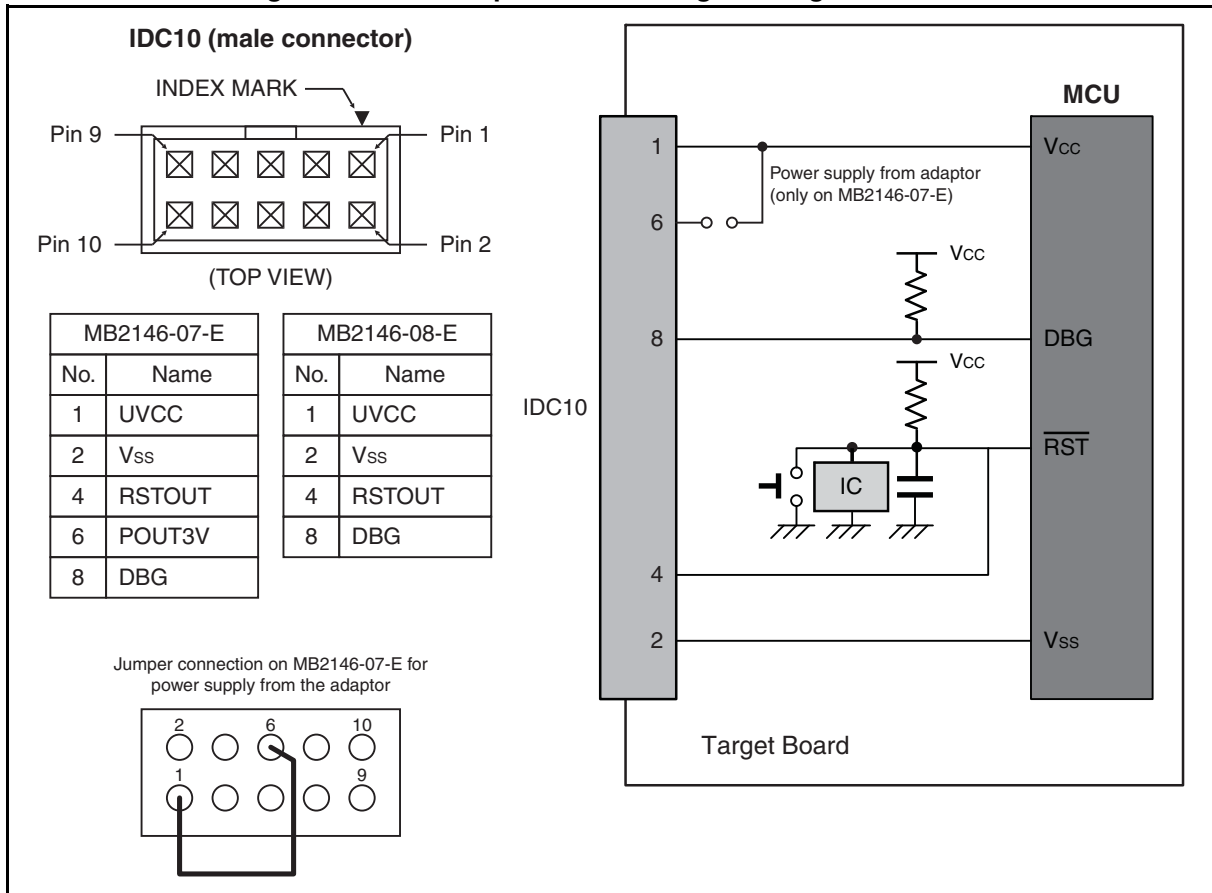 IDC10 (male connector)
INDEX MARK
Pin 9
Pin 1
Pin 10
Pin 2
(TOP VIEW)
MB2146-07-E
No. Name
1 UVCC
2 Vss
4 RSTOUT
6 POUT3V
8 DBG
MB2146-08-E
No. Name
1 UVCC
2 Vss
4 RSTOUT
8 DBG
Jumper connection on MB2146-07-E for
power supply from the adaptor
2 6 10
1 9
MCU
1
Vcc
Power supply from adaptor
(only on MB2146-07-E)
6
Vcc
8
DBG
Vcc
IDC10
RST
IC
4
2
Vss
Target Board